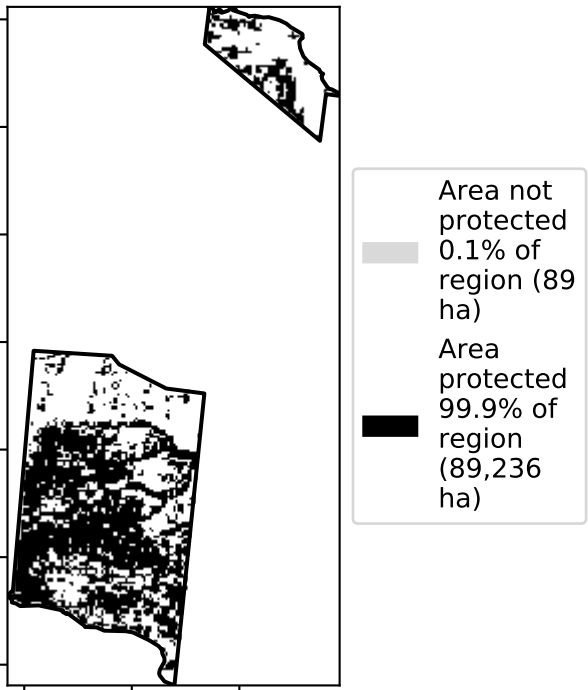 Area not
protected
0.1% of
region (89
ha)
Area
protected
99.9% of
region
(89,236
ha)